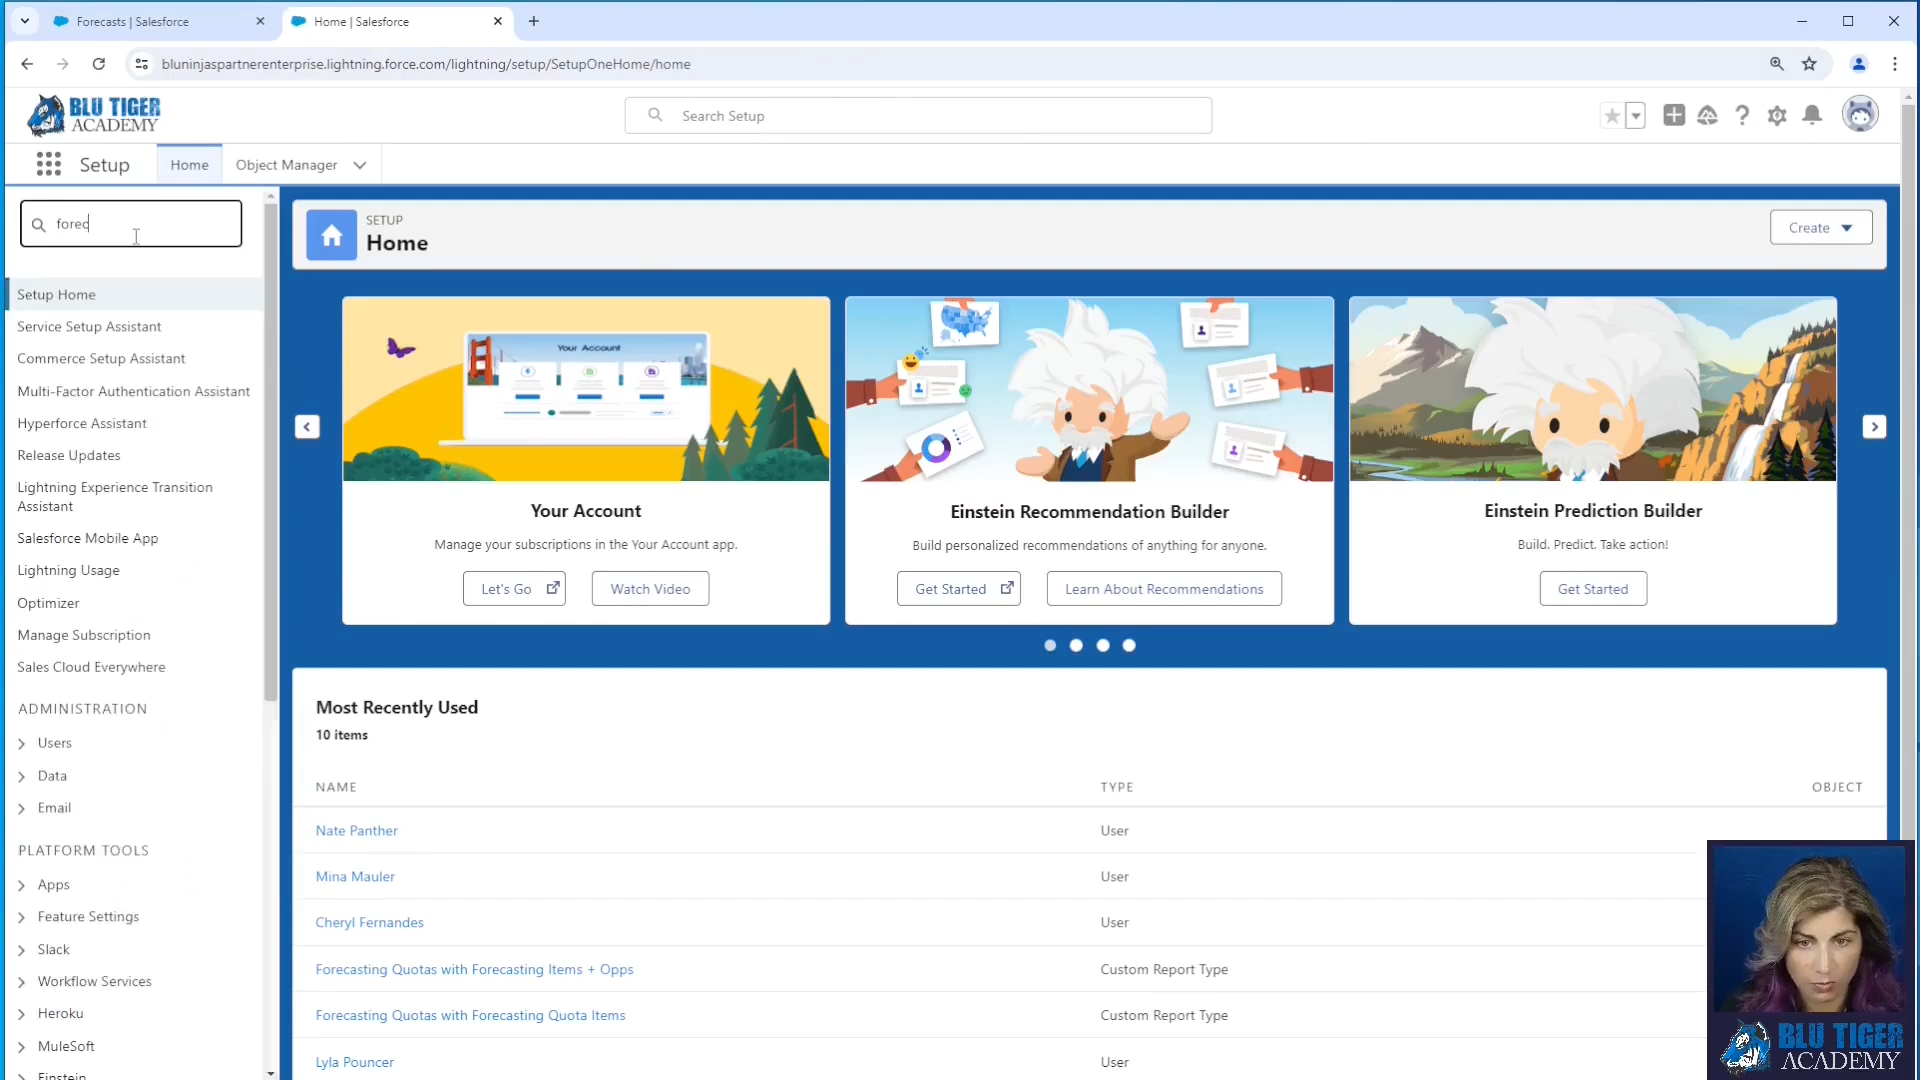 Forecasts | Salesforce
Home | Salesforce
bluninjaspartnerenterprise.lightning.force.com/lightning/setup/SetupOneHome/home
BLU TIGER
ACADEMY
Search Setup
Setup
Home
Object Manager
forec
Setup Home
Service Setup Assistant
Commerce Setup Assistant
Multi-Factor Authentication Assistant
Hyperforce Assistant
Release Updates
Lightning Experience Transition
Assistant
Salesforce Mobile App
Lightning Usage
Optimizer
Manage Subscription
Sales Cloud Everywhere
ADMINISTRATION
Users
Data
Email
PLATFORM TOOLS
Apps
Feature Settings
Slack
Workflow Services
Heroku
MuleSoft
Einstein
SETUP
Home
Create
Your Account
Your Account
Manage your subscriptions in the Your Account app.
Let's Go
Watch Video
Einstein Recommendation Builder
Build personalized recommendations of anything for anyone.
Get Started
Learn About Recommendations
Einstein Prediction Builder
Build. Predict. Take action!
Get Started
Most Recently Used
10 items
NAME TYPE OBJECT
Nate Panther User
Mina Mauler User
Cheryl Fernandes User
Forecasting Quotas with Forecasting Items + Opps Custom Report Type
Forecasting Quotas with Forecasting Quota Items Custom Report Type
Lyla Pouncer User
BLU TIGER
ACADEMY